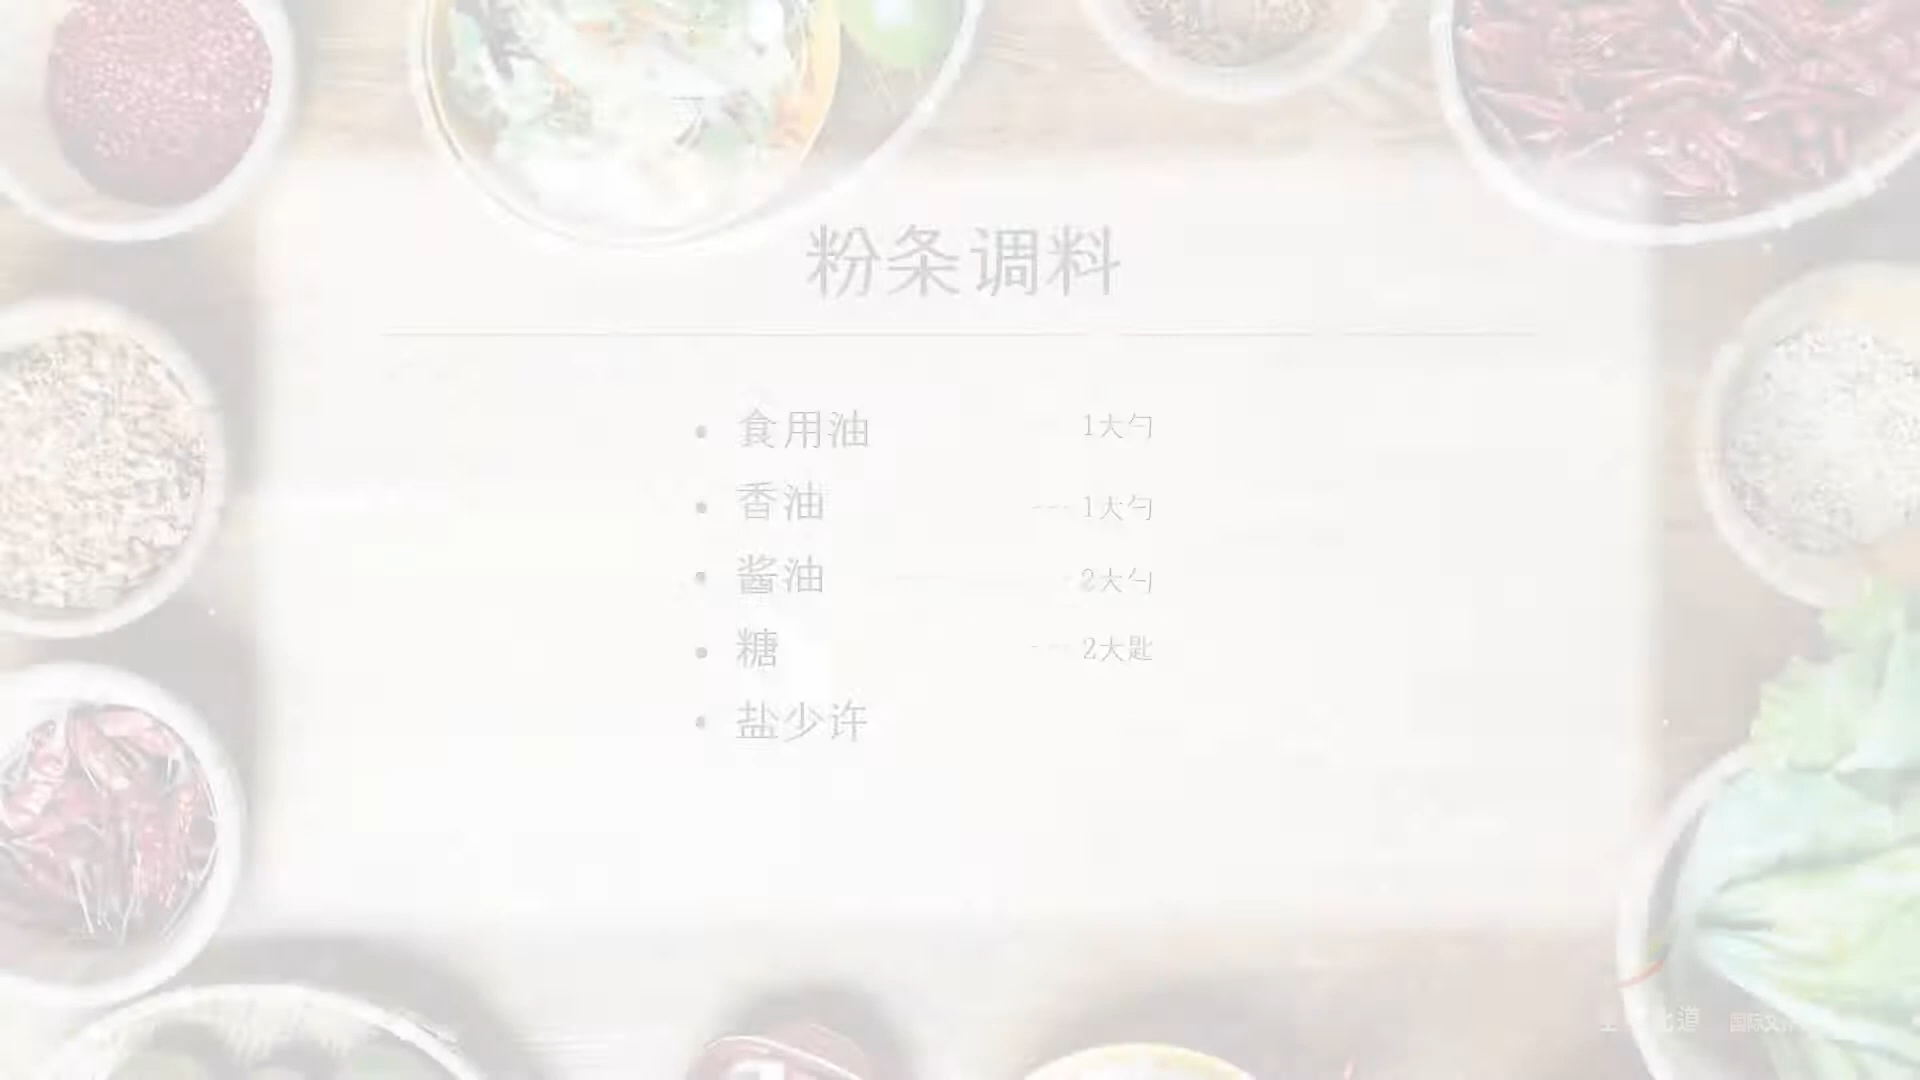 粉条调料
• 食用油 1大勺
• 香油 --- 1大勺
• 酱油 2大勺
• 糖 --- 2大匙
• 盐少许